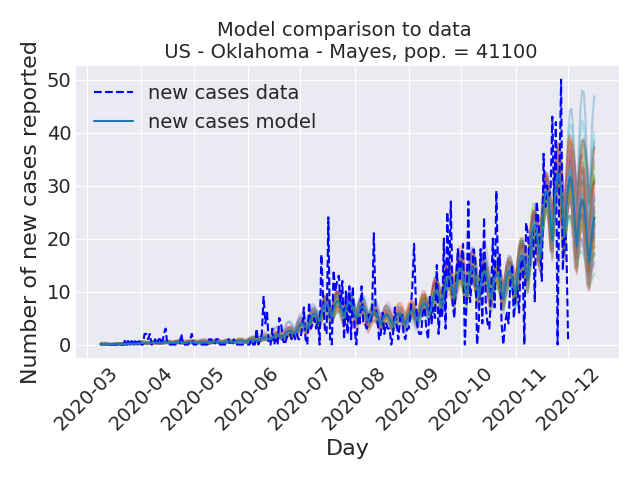 Model comparison to data
US - Oklahoma - Mayes, pop. = 41100
Number of new cases reported
50
40
30
20
10
0
new cases data
new cases model
2020-03
2020-04
2020-05
2020-06
2020-07
2020-08
2020-09
2020-10
2020-11
2020-12
Day